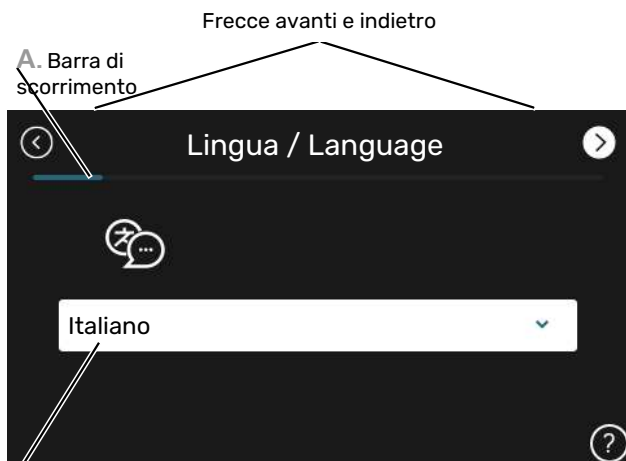 Frecce avanti e indietro
A. Barra di
scorrimento
Lingua / Language
Italiano
?